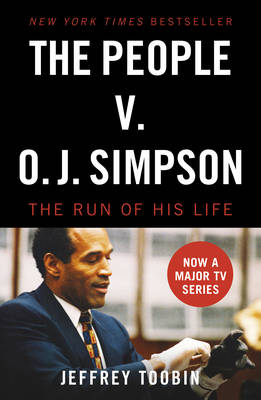 NEW YORK TIMES BESTSELLER
THE PEOPLE
V.
O. J. SIMPSON
THE RUN OF HIS LIFE
NOW A
MAJOR TV
SERIES
JEFFREY TOOBIN